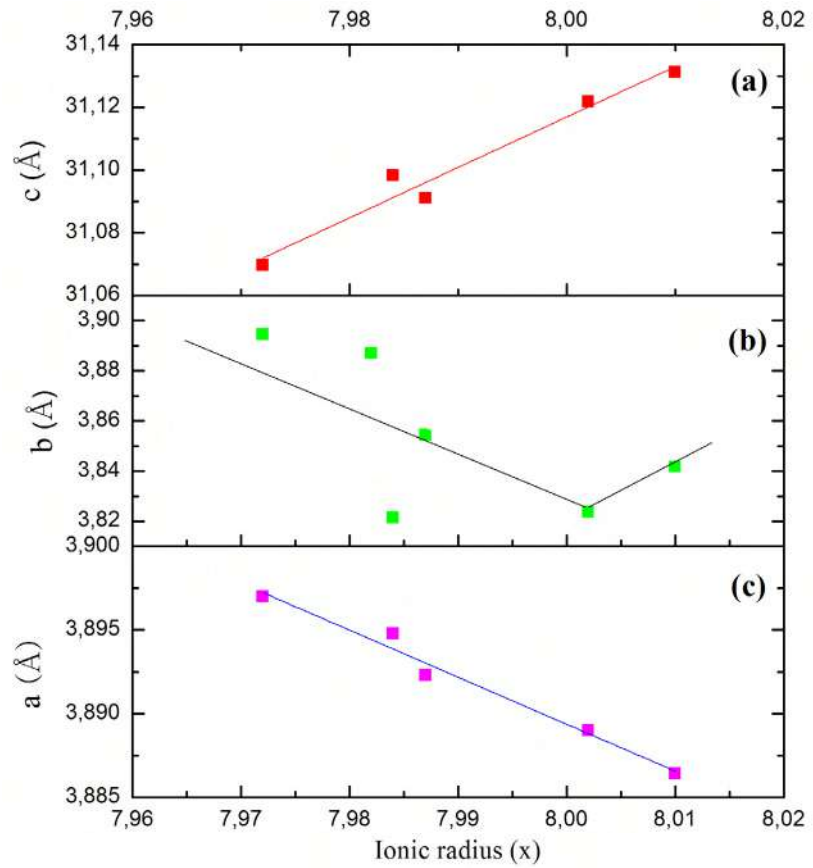 7,96 7,98 8,00 8,02
31,14
(a)
31,12
c (Å)
31,10
31,08
31,06
3,90
(b)
3,88
b (Å)
3,86
3,84
3,82
3,900
(c)
3,895
a (Å)
3,890
3,885
7,96 7,97 7,98 7,99 8,00 8,01 8,02
Ionic radius (x)